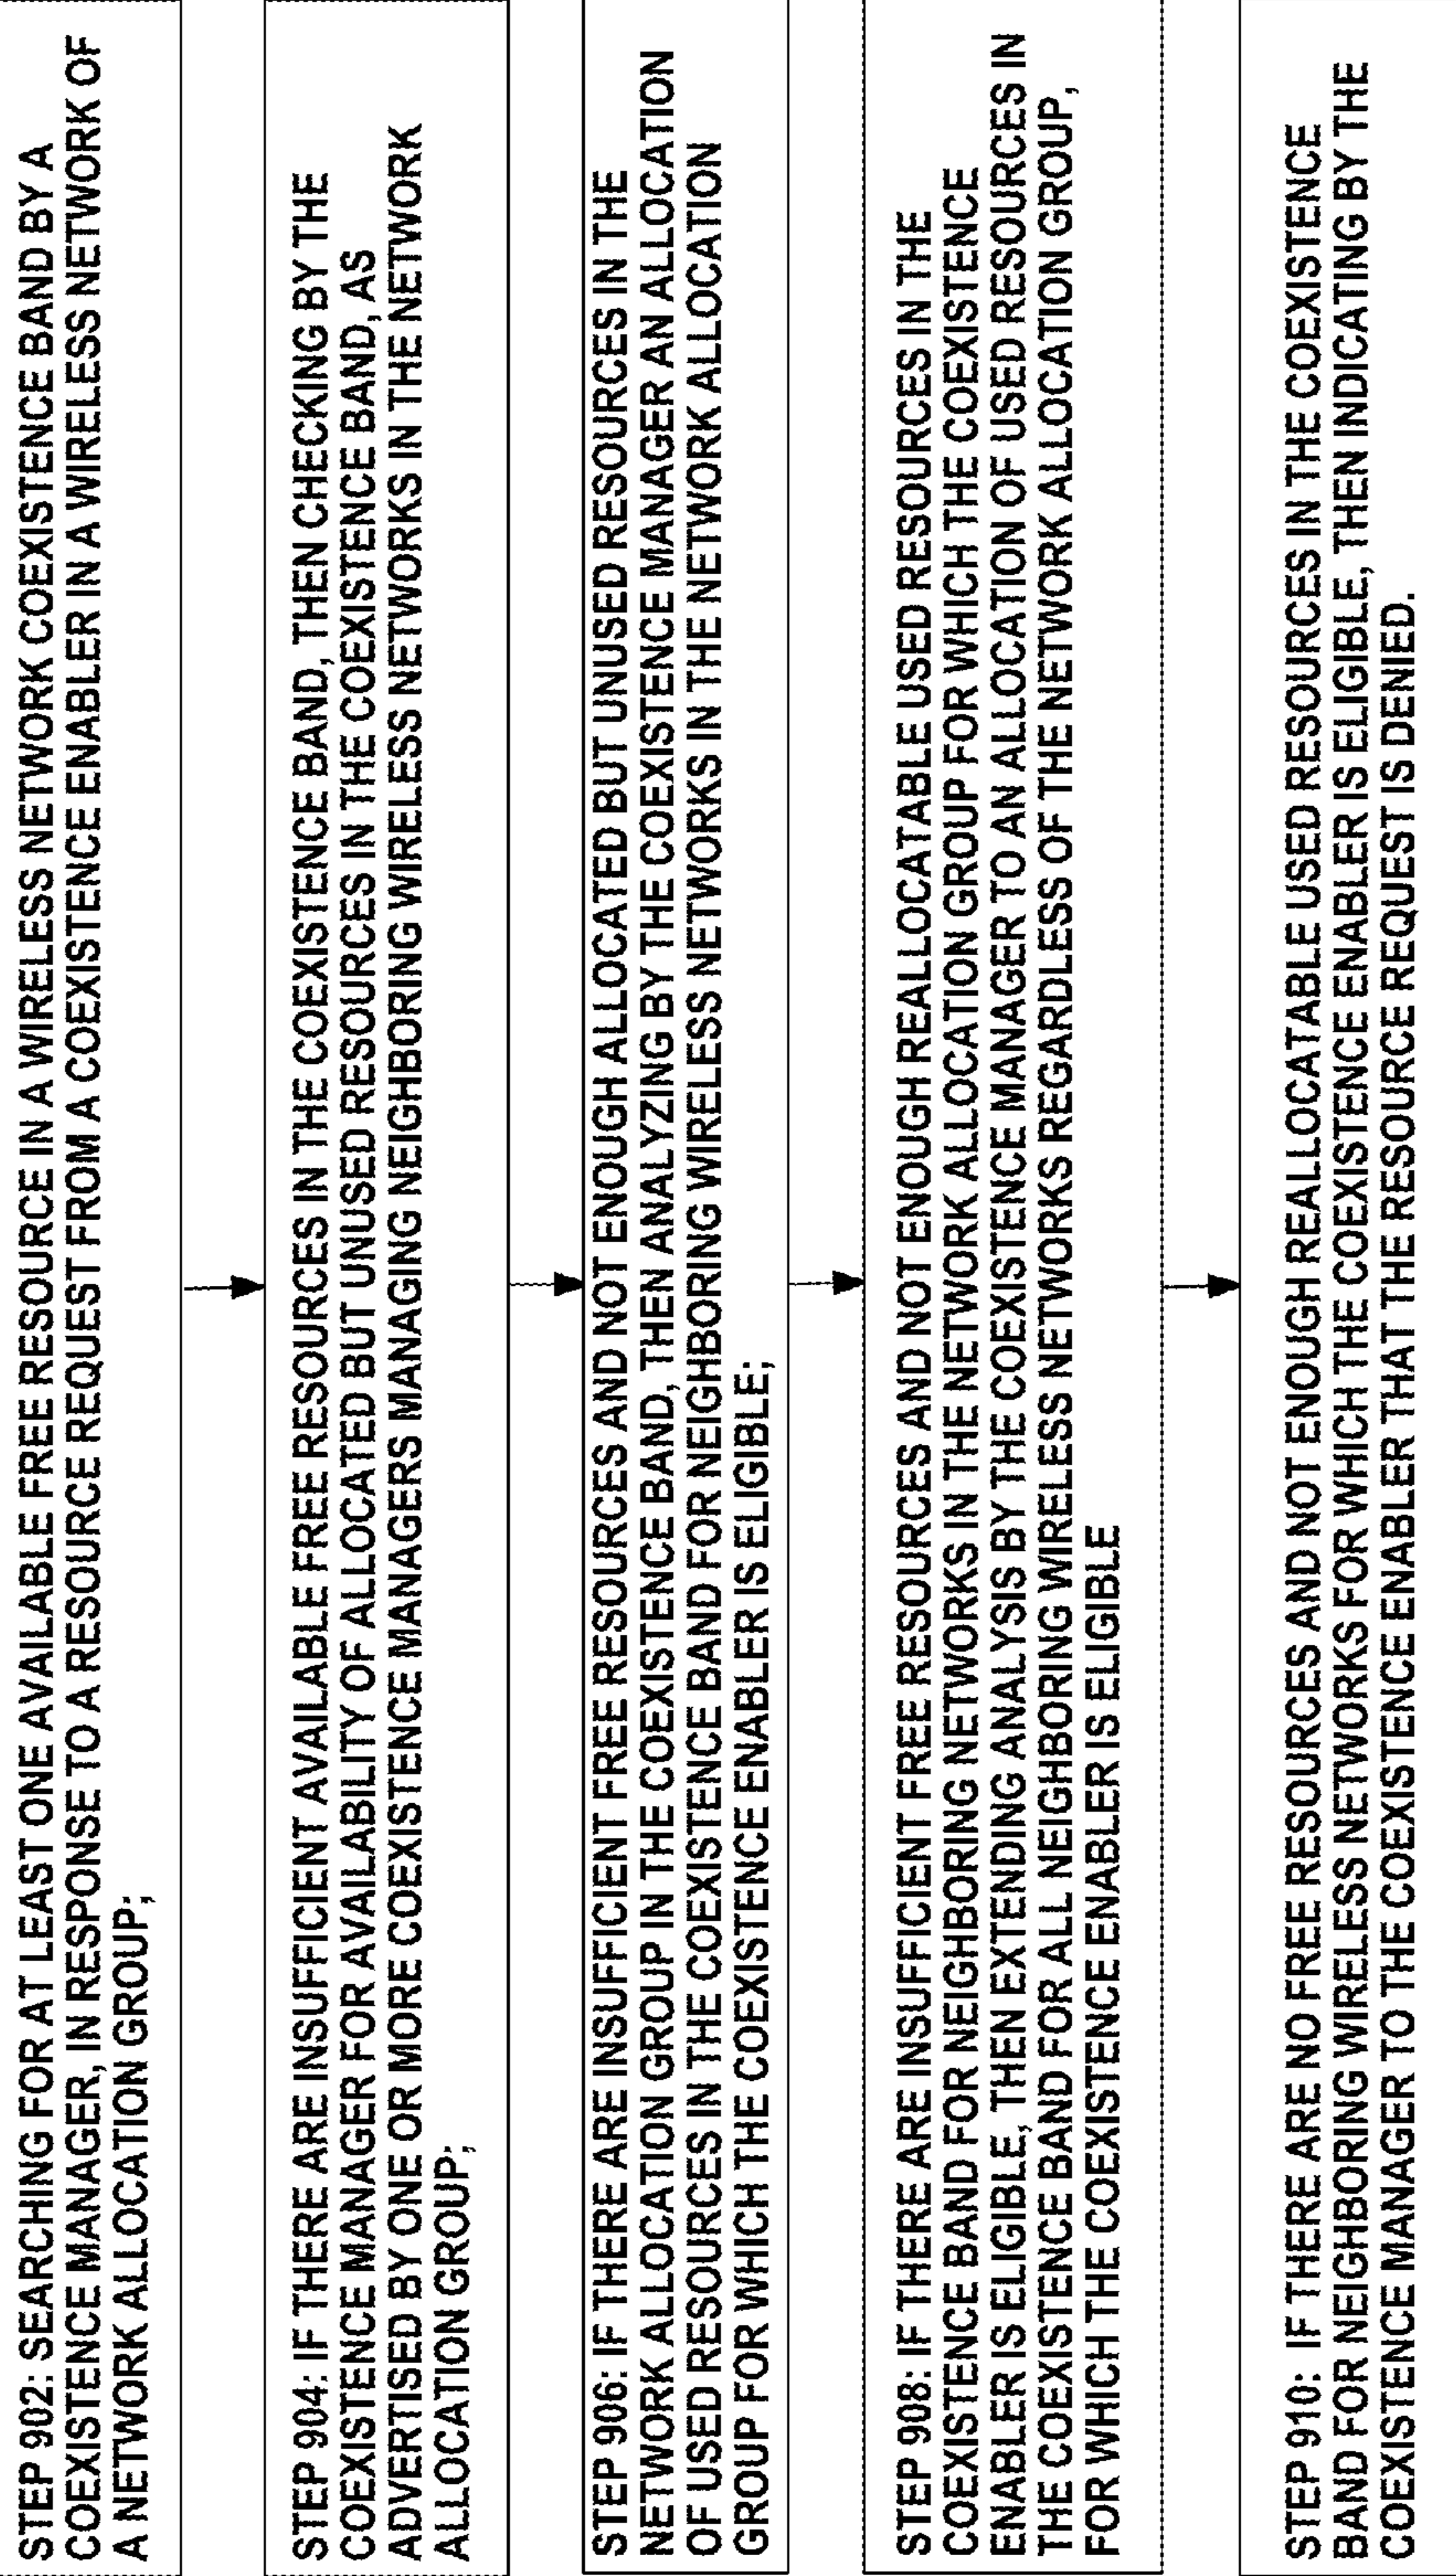 STEP 902: SEARCHING FOR AT LEAST ONE AVAILABLE FREE RESOURCE IN A WIRELESS NETWORK COEXISTENCE BAND BY A
COEXISTENCE MANAGER, IN RESPONSE TO A RESOURCE REQUEST FROM A COEXISTENCE ENABLER IN A WIRELESS NETWORK OF
A NETWORK ALLOCATION GROUP;
STEP 904: IF THERE ARE INSUFFICIENT AVAILABLE FREE RESOURCES IN THE COEXISTENCE BAND, THEN CHECKING BY THE
COEXISTENCE MANAGER FOR AVAILABILITY OF ALLOCATED BUT UNUSED RESOURCES IN THE COEXISTENCE BAND, AS
ADVERTISED BY ONE OR MORE COEXISTENCE MANAGERS MANAGING NEIGHBORING WIRELESS NETWORKS IN THE NETWORK
ALLOCATION GROUP;
STEP 906: IF THERE ARE INSUFFICIENT FREE RESOURCES AND NOT ENOUGH ALLOCATED BUT UNUSED RESOURCES IN THE
NETWORK ALLOCATION GROUP IN THE COEXISTENCE BAND, THEN ANALYZING BY THE COEXISTENCE MANAGER AN ALLOCATION
OF USED RESOURCES IN THE COEXISTENCE BAND FOR NEIGHBORING WIRELESS NETWORKS IN THE NETWORK ALLOCATION
GROUP FOR WHICH THE COEXISTENCE ENABLER IS ELIGIBLE;
STEP 908: IF THERE ARE INSUFFICIENT FREE RESOURCES AND NOT ENOUGH REALLOCATABLE USED RESOURCES IN THE
COEXISTENCE BAND FOR NEIGHBORING NETWORKS IN THE NETWORK ALLOCATION GROUP FOR WHICH THE COEXISTENCE
ENABLER IS ELIGIBLE, THEN EXTENDING ANALYSIS BY THE COEXISTENCE MANAGER TO AN ALLOCATION OF USED RESOURCES IN
THE COEXISTENCE BAND FOR ALL NEIGHBORING WIRELESS NETWORKS REGARDLESS OF THE NETWORK ALLOCATION GROUP,
FOR WHICH THE COEXISTENCE ENABLER IS ELIGIBLE
STEP 910: IF THERE ARE NO FREE RESOURCES AND NOT ENOUGH REALLOCATABLE USED RESOURCES IN THE COEXISTENCE
BAND FOR NEIGHBORING WIRELESS NETWORKS FOR WHICH THE COEXISTENCE ENABLER IS ELIGIBLE, THEN INDICATING BY THE
COEXISTENCE MANAGER TO THE COEXISTENCE ENABLER THAT THE RESOURCE REQUEST IS DENIED.